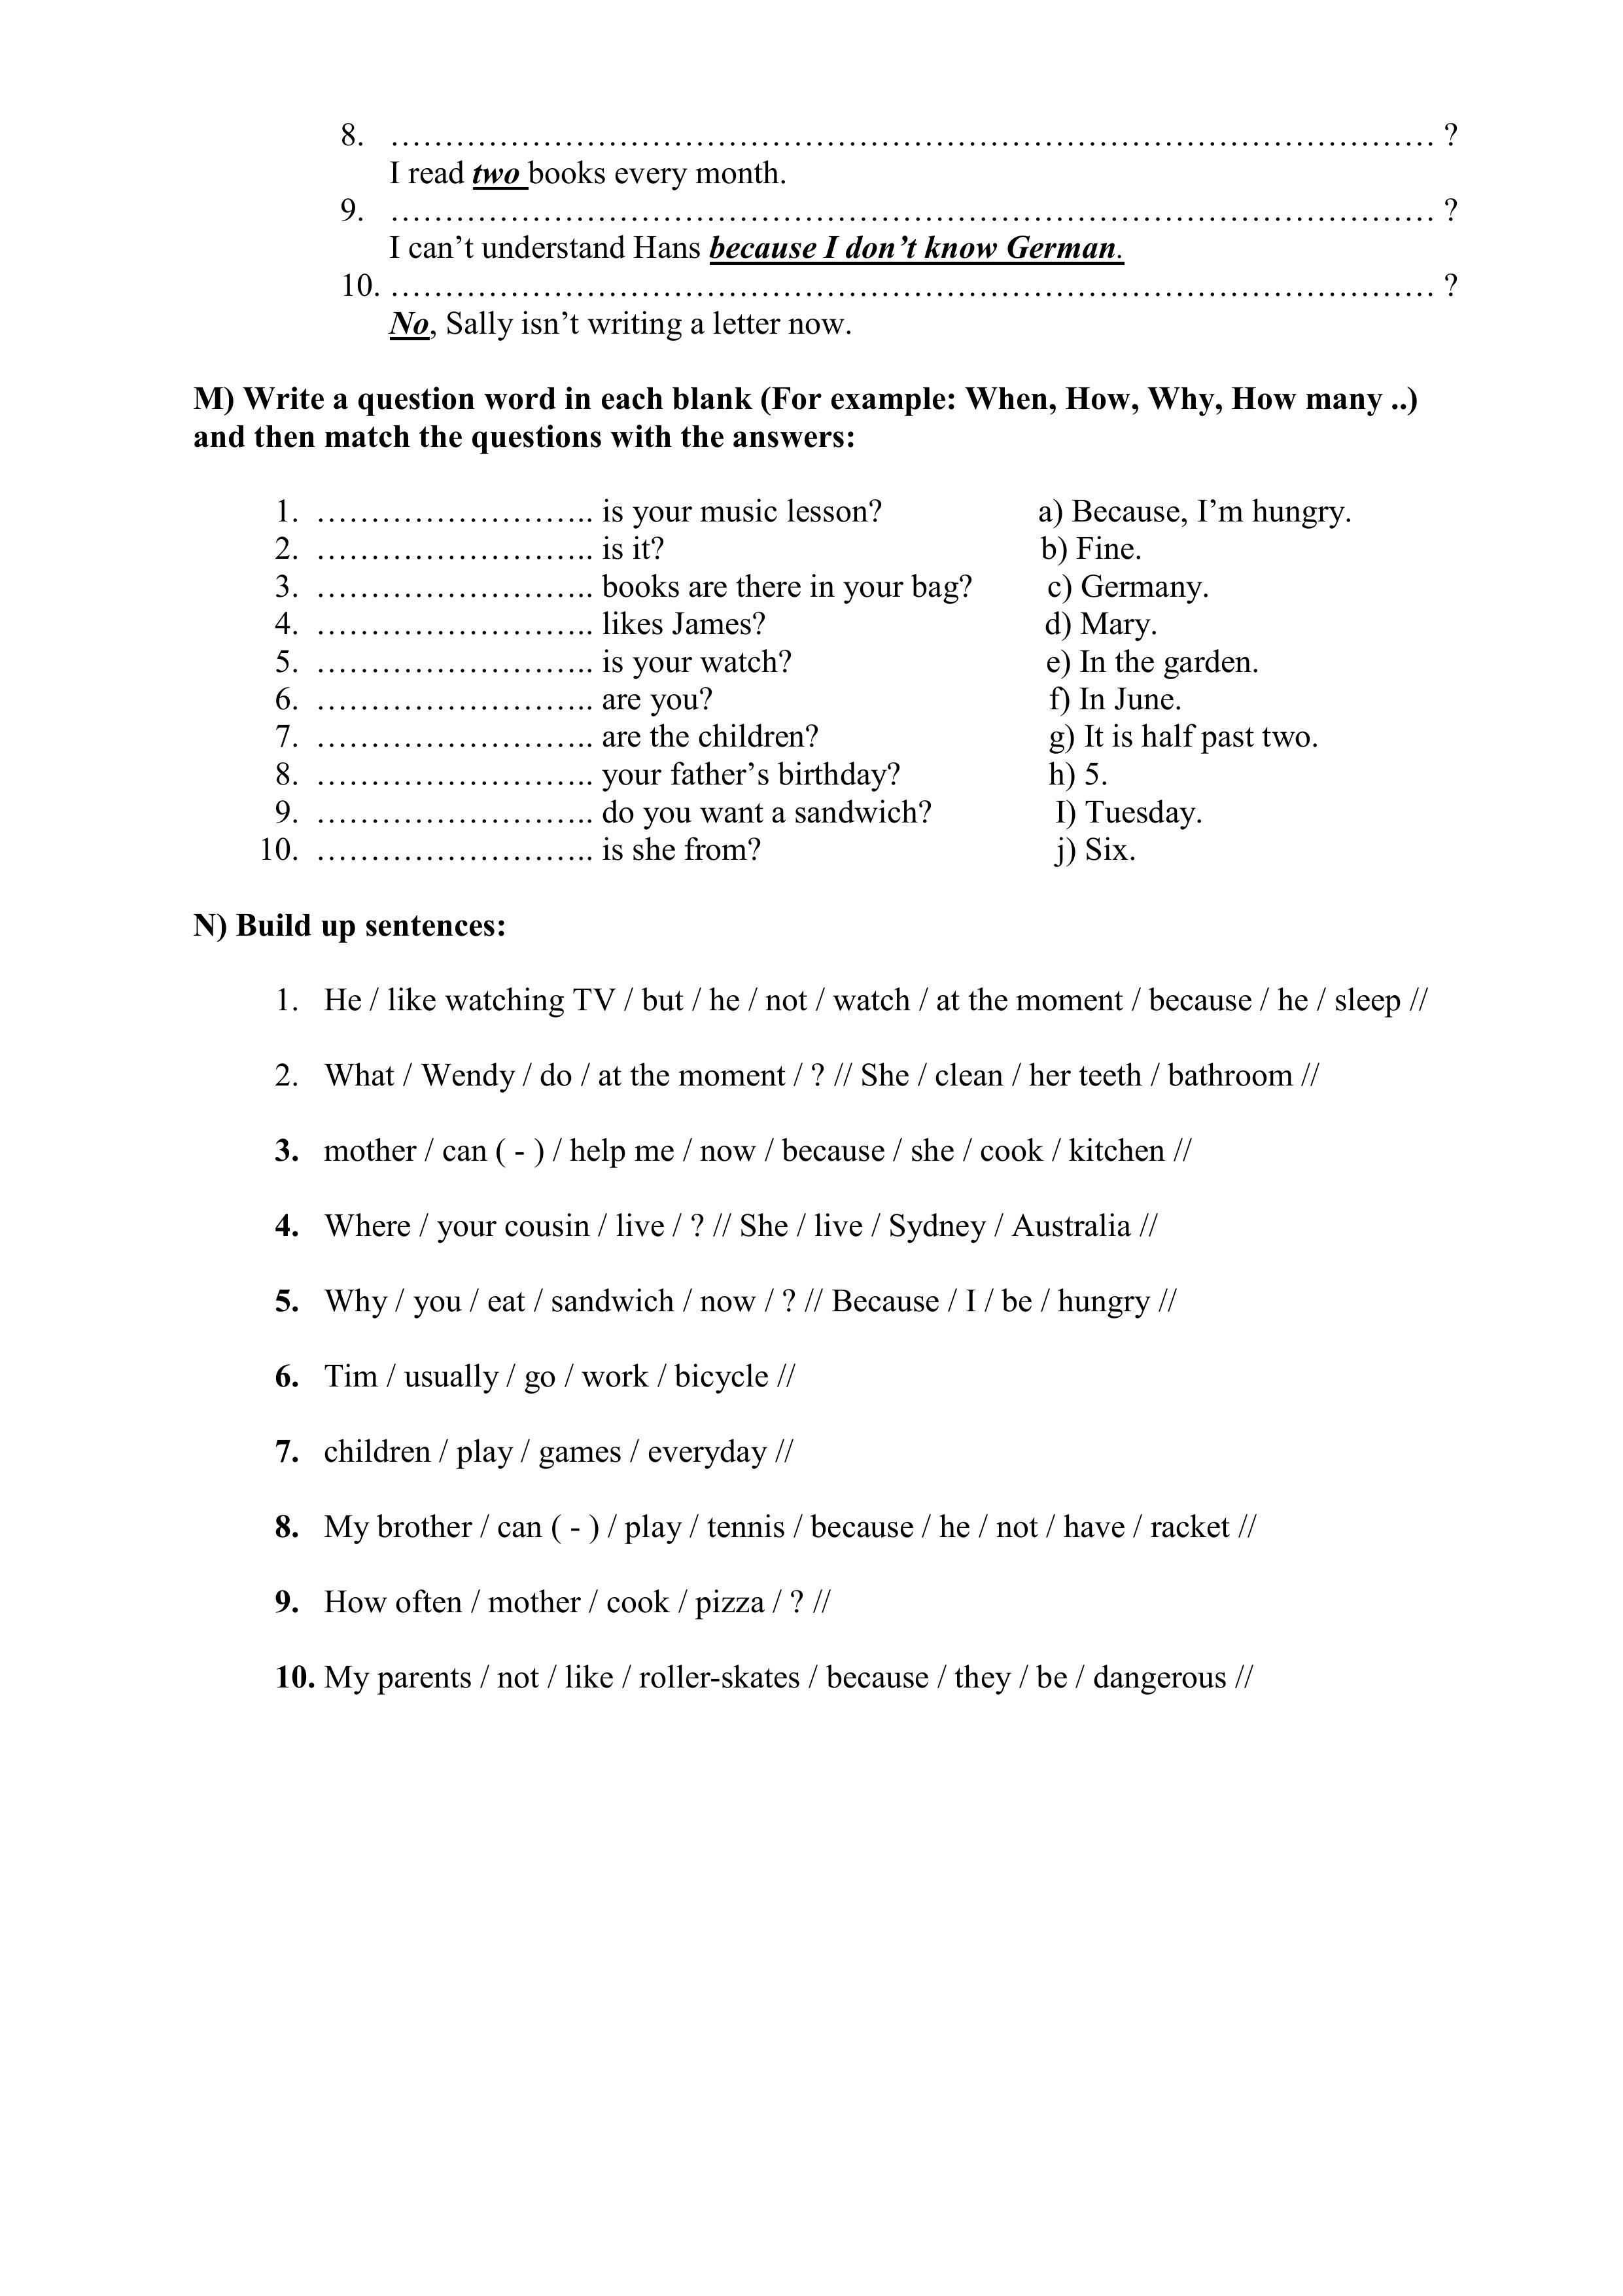 8. …………………………………………………………………………………… ?
I read two books every month.
9. …………………………………………………………………………………… ?
I can’t understand Hans because I don’t know German.
10. …………………………………………………………………………………… ?
No, Sally isn’t writing a letter now.
M) Write a question word in each blank (For example: When, How, Why, How many ..)
and then match the questions with the answers:
1. …………………….. is your music lesson? a) Because, I’m hungry.
2. …………………….. is it? b) Fine.
3. …………………….. books are there in your bag? c) Germany.
4. …………………….. likes James? d) Mary.
5. …………………….. is your watch? e) In the garden.
6. …………………….. are you? f) In June.
7. …………………….. are the children? g) It is half past two.
8. …………………….. your father’s birthday? h) 5.
9. …………………….. do you want a sandwich? I) Tuesday.
10. …………………….. is she from? j) Six.
N) Build up sentences:
1. He / like watching TV / but / he / not / watch / at the moment / because / he / sleep //
2. What / Wendy / do / at the moment / ? // She / clean / her teeth / bathroom //
3. mother / can ( - ) / help me / now / because / she / cook / kitchen //
4. Where / your cousin / live / ? // She / live / Sydney / Australia //
5. Why / you / eat / sandwich / now / ? // Because / I / be / hungry //
6. Tim / usually / go / work / bicycle //
7. children / play / games / everyday //
8. My brother / can ( - ) / play / tennis / because / he / not / have / racket //
9. How often / mother / cook / pizza / ? //
10. My parents / not / like / roller-skates / because / they / be / dangerous //